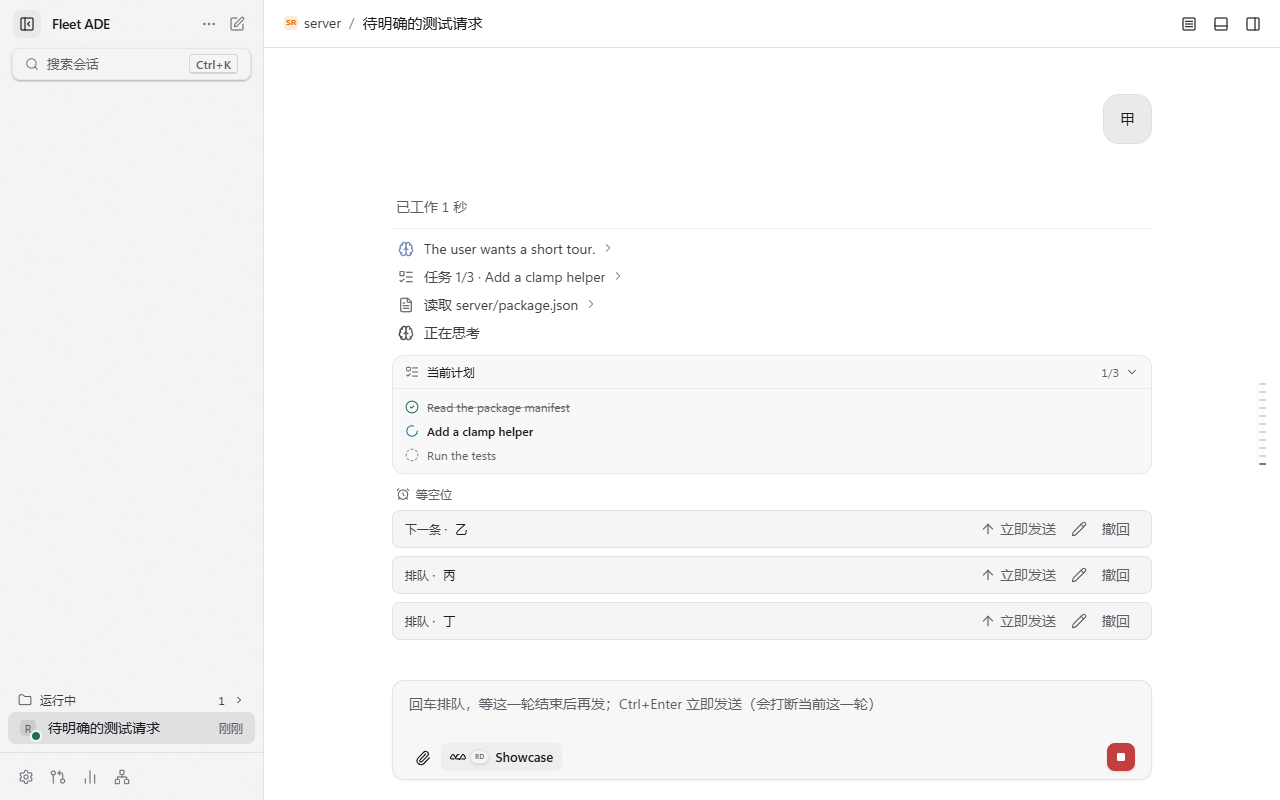 Fleet ADE
搜索会话 Ctrl+K
SR server / 待明确的测试请求
甲
已工作 1 秒
The user wants a short tour.
任务 1/3 · Add a clamp helper
读取 server/package.json
正在思考
当前计划 1/3
Read the package manifest
Add a clamp helper
Run the tests
等空位
下一条 · 乙 立即发送 撤回
排队 · 丙 立即发送 撤回
排队 · 丁 立即发送 撤回
回车排队，等这一轮结束后再发；Ctrl+Enter 立即发送（会打断当前这一轮）
RD Showcase
运行中 1
R 待明确的测试请求 刚刚